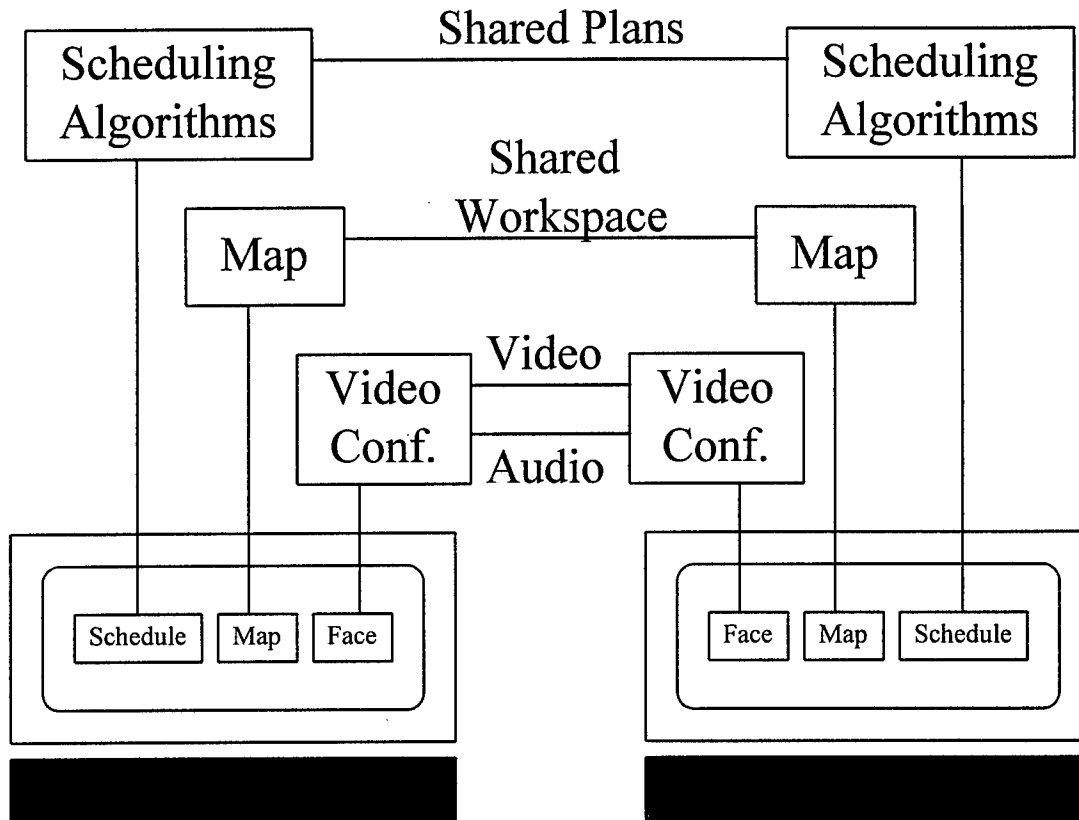 Shared Plans
Scheduling
Algorithms
Scheduling
Algorithms
Shared
Workspace
Map
Map
Video
Conf.
Video
Audio
Video
Conf.
Schedule
Map
Face
Face
Map
Schedule